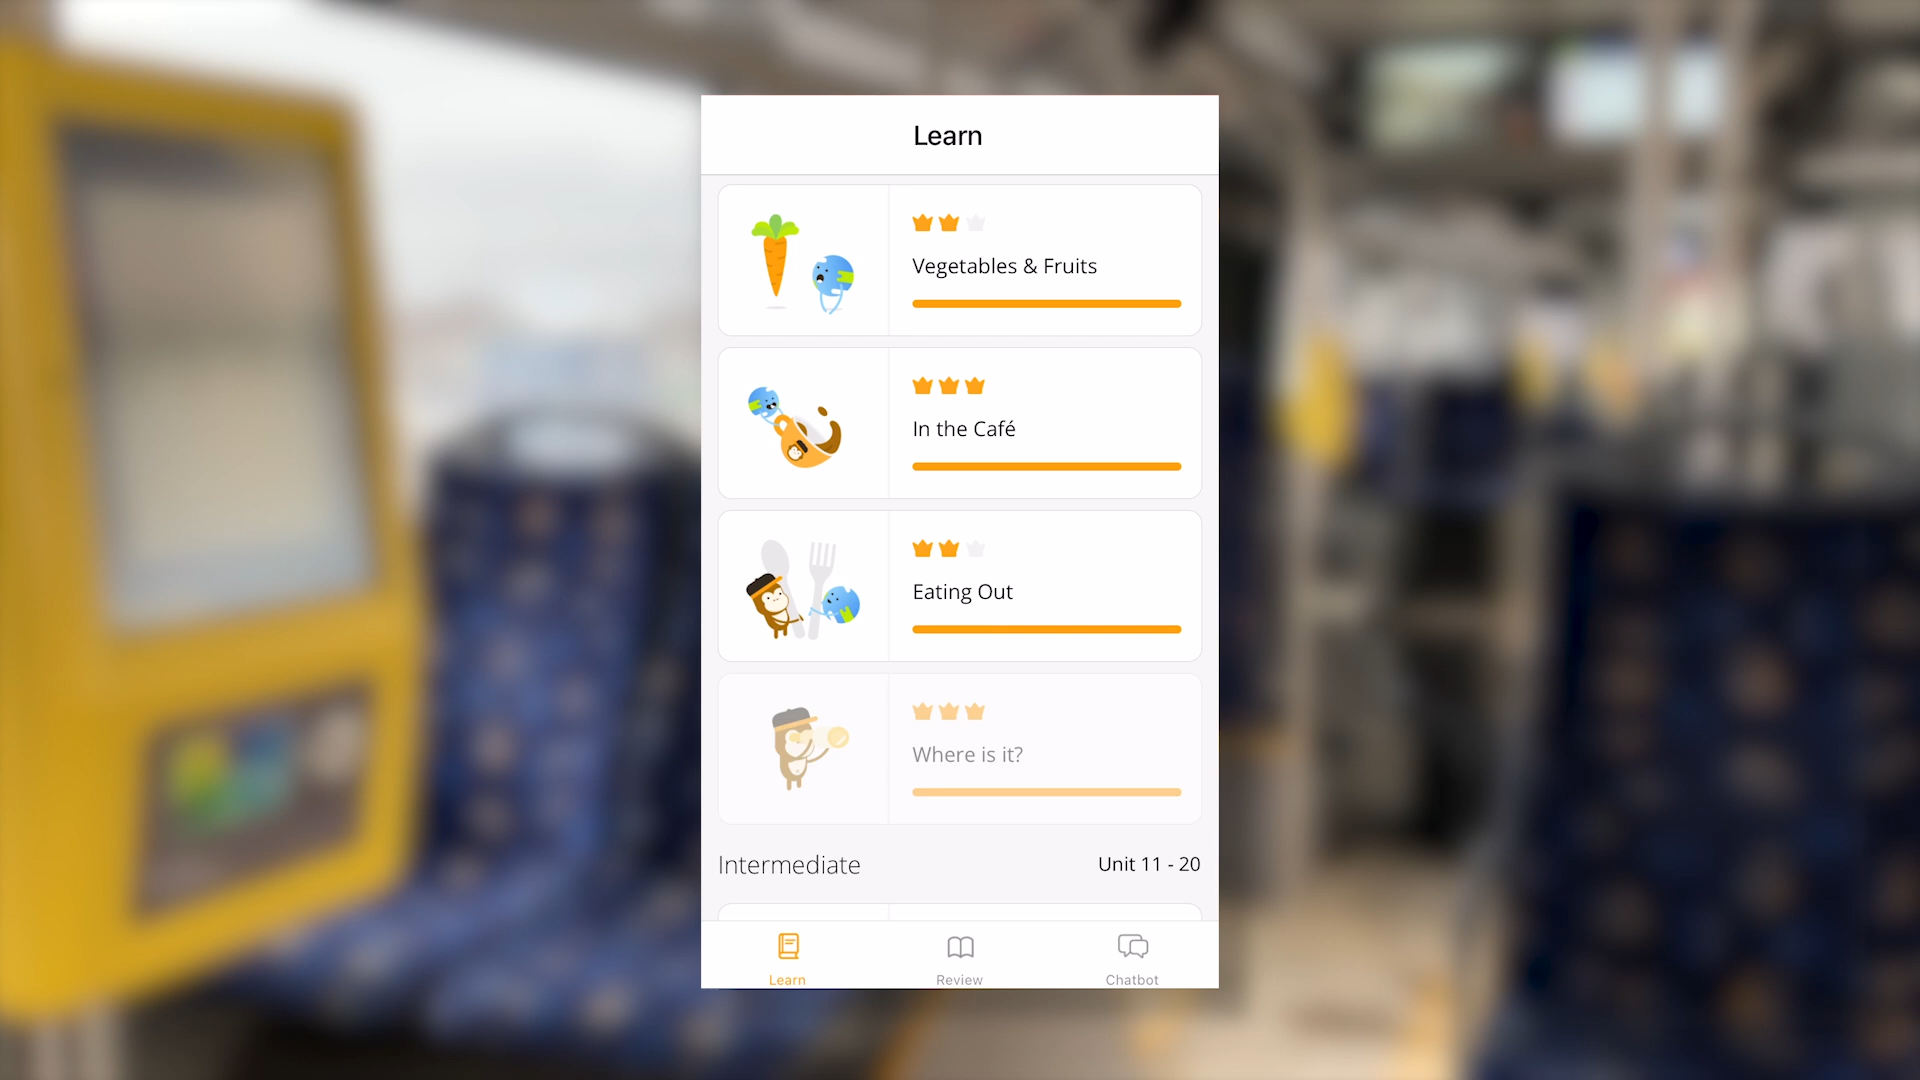 Learn
Vegetables & Fruits
In the Café
Eating Out
Where is it?
Intermediate
Unit 11 - 20
Learn
Review
Chatbot